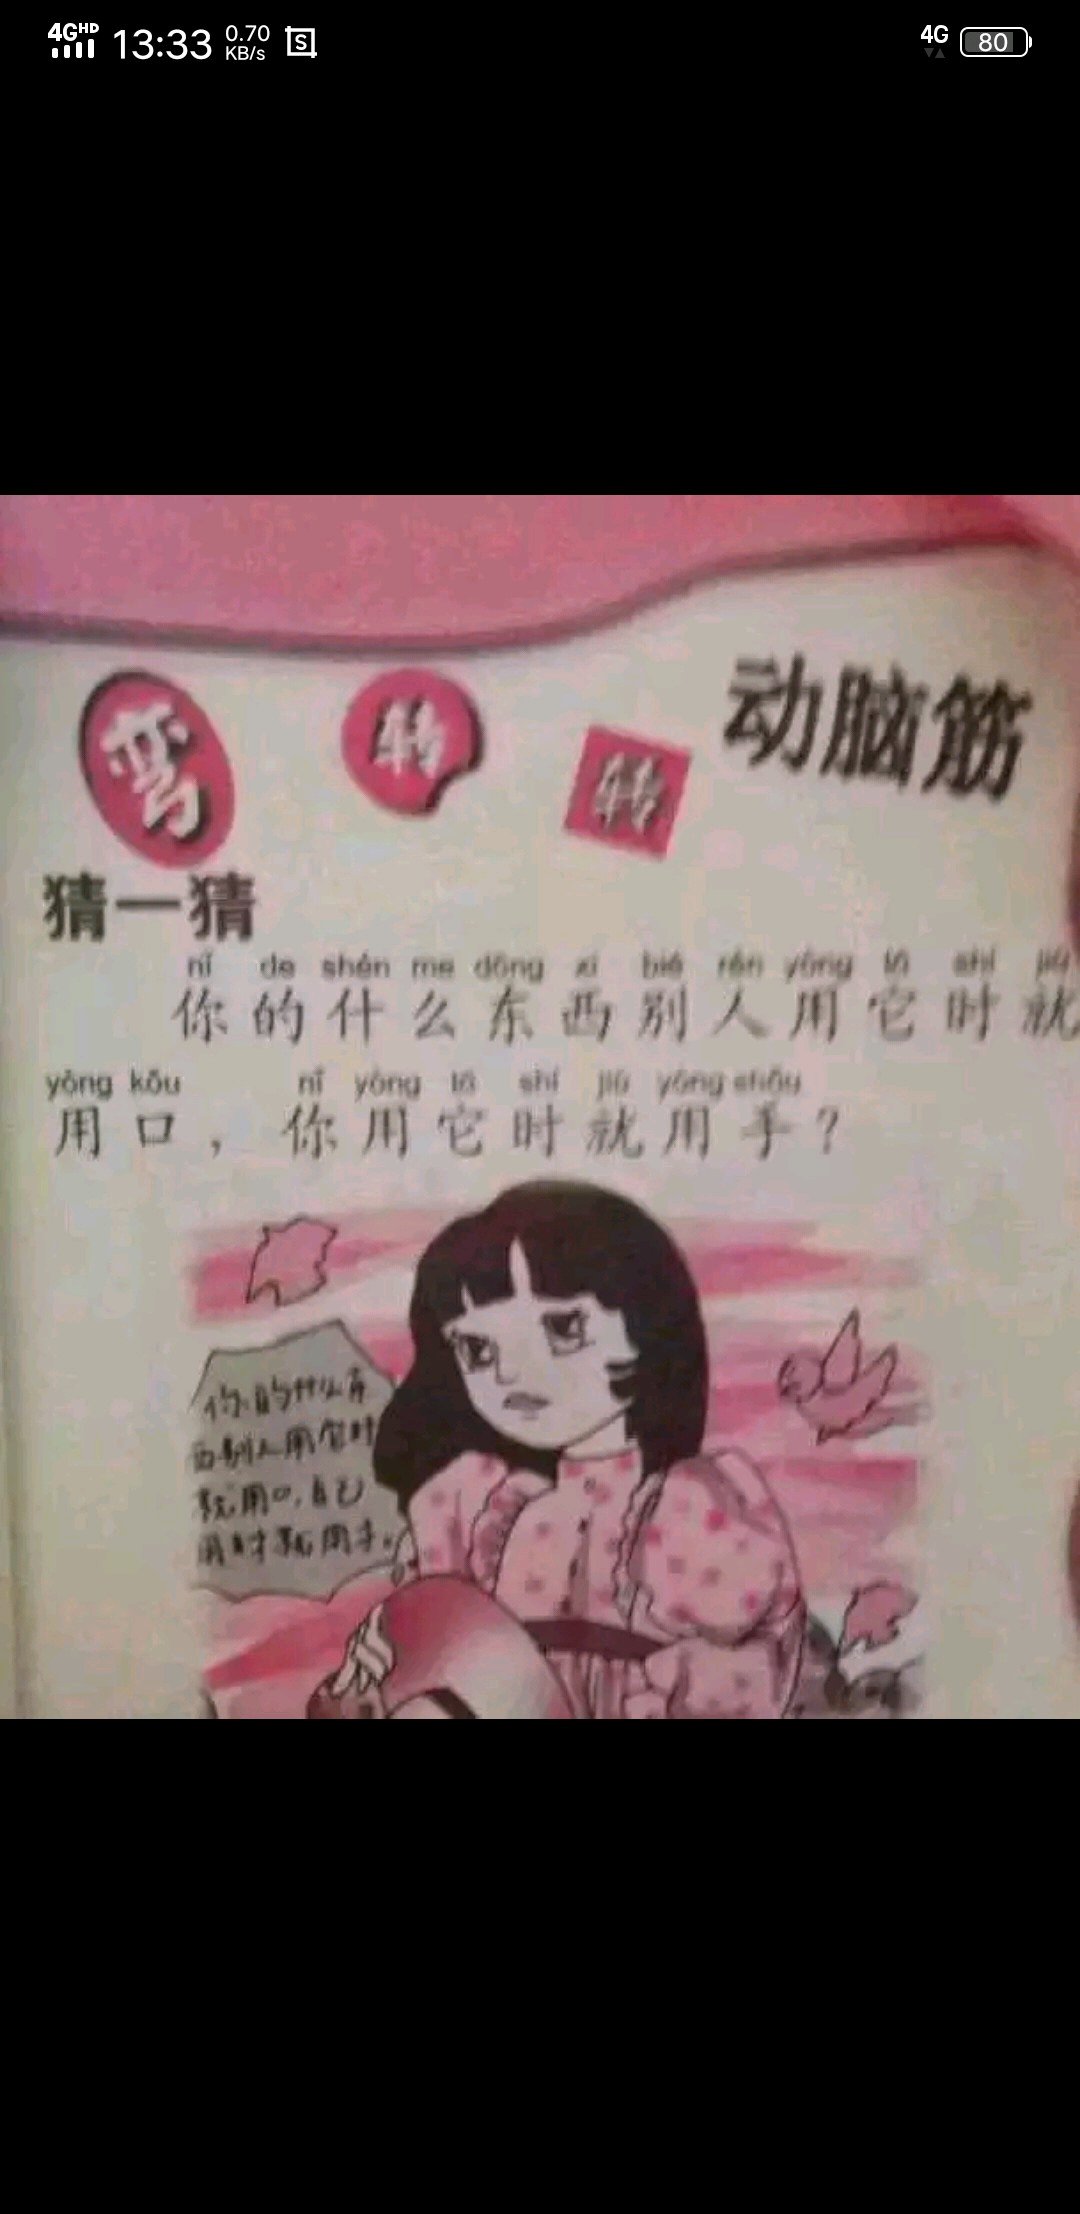 4G HD 13:33 0.70 KB/s 4G 80
弯 转 转 动脑筋
猜一猜
nǐ de shén me dōng xi bié rén yòng tā shí jiù
你的什么东西别人用它时就
yòng kǒu nǐ yòng tā shí jiù yòng shǒu
用口，你用它时就用手？
你的什么东
西别人用它时
就用口，自己
用时就用手。